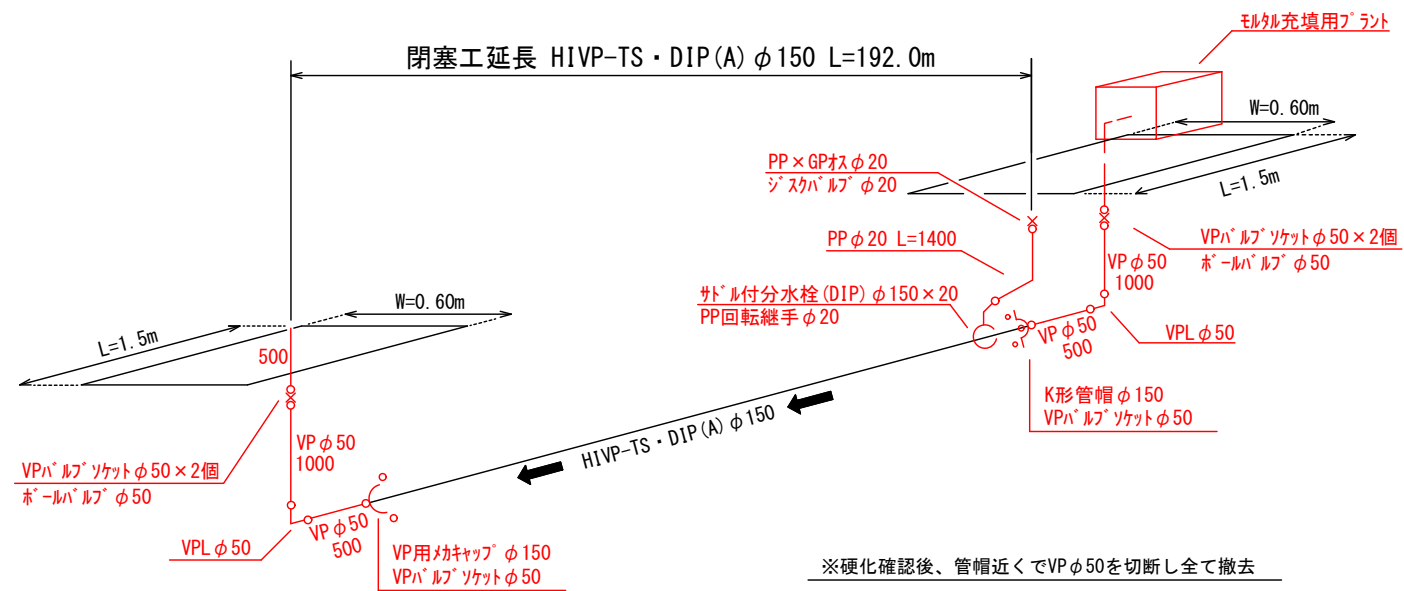 モルタル充填用プラント
閉塞工延長 HIVP-TS・DIP(A)φ150 L=192.0m
W=0.60m
L=1.5m
PP×GPオスφ20
ジスクバルブφ20
PPφ20 L=1400
VPバルブソケットφ50×2個
ボールバルブφ50
VPφ50
1000
サドル付分水栓(DIP)φ150×20
PP回転継手φ20
VPφ50
500
VPLφ50
K形管帽φ150
VPバルブソケットφ50
W=0.60m
L=1.5m
500
HIVP-TS・DIP(A)φ150
VPφ50
1000
VPバルブソケットφ50×2個
ボールバルブφ50
VPLφ50
VPφ50
500
VP用メカキャップφ150
VPバルブソケットφ50
※硬化確認後、管帽近くでVPφ50を切断し全て撤去